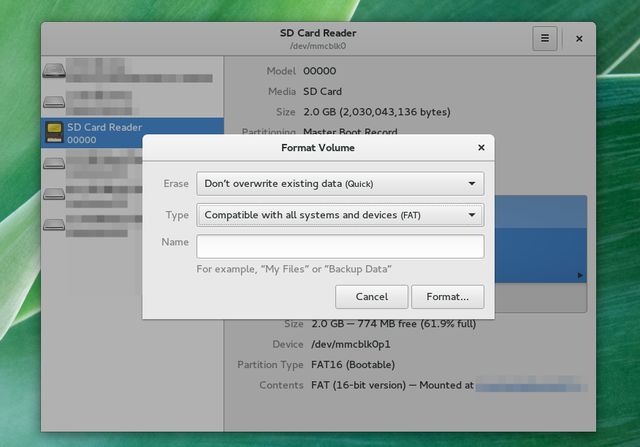 SD Card Reader
/dev/mmcblk0
Model 00000
Media SD Card
SD Card Reader
00000
Size 2.0 GB (2,030,043,136 bytes)
Partitioning Master Boot Record
Format Volume
Erase Don't overwrite existing data (Quick)
Type Compatible with all systems and devices (FAT)
Name
For example, "My Files" or "Backup Data"
Cancel Format...
Size 2.0 GB — 774 MB free (61.9% full)
Device /dev/mmcblk0p1
Partition Type FAT16 (Bootable)
Contents FAT (16-bit version) — Mounted at